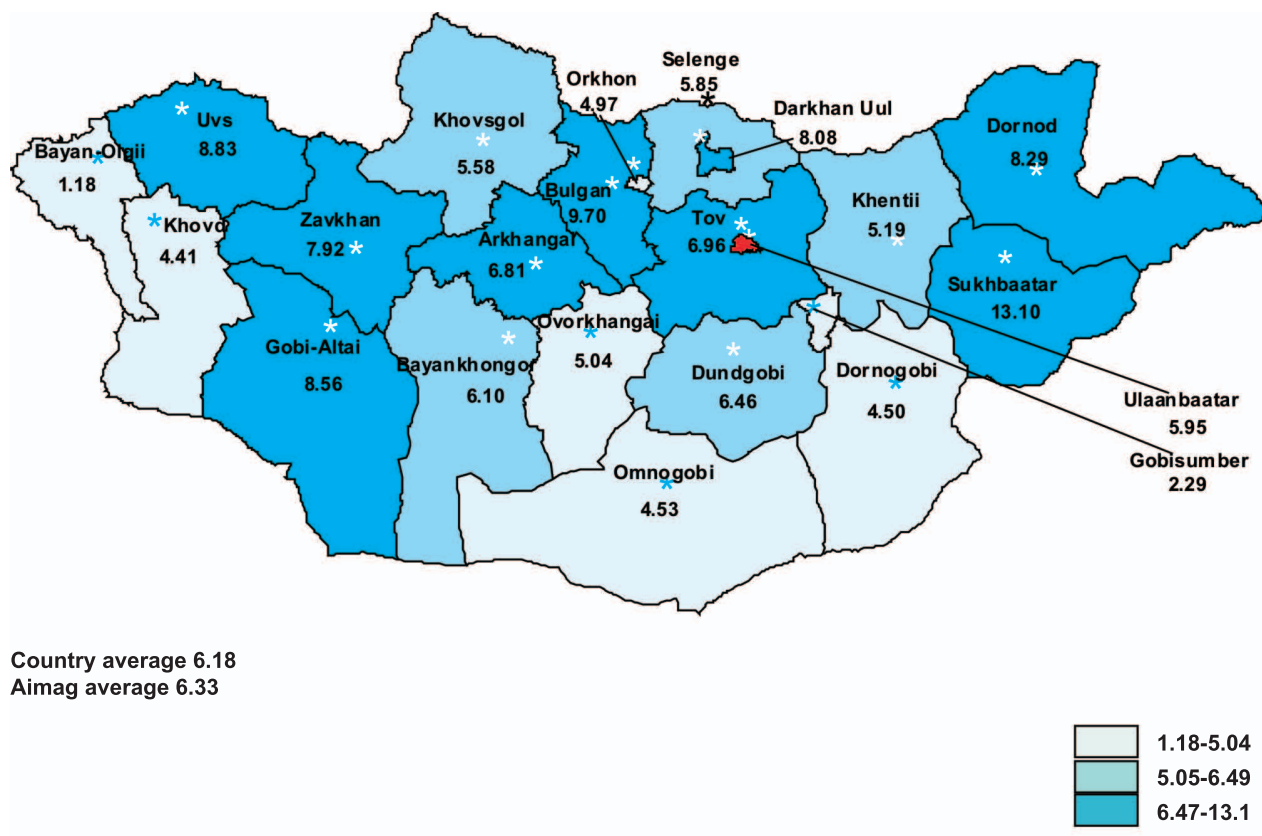 Selenge
5.85
Orkhon
4.97
Darkhan Uul
8.08
Uvs
8.83
Khovsgol
5.58
Dornod
8.29
Bayan-Olgii
1.18
Bulgan
9.70
Khentii
5.19
Khovd
4.41
Zavkhan
7.92
Arkhangai
6.81
Tov
6.96
Sukhbaatar
13.10
Gobi-Altai
8.56
Bayankhongor
6.10
Ovorkhangai
5.04
Dundgobi
6.46
Dornogobi
4.50
Ulaanbaatar
5.95
Gobisumber
2.29
Omnogobi
4.53
Country average 6.18
Aimag average 6.33
1.18-5.04
5.05-6.49
6.47-13.1